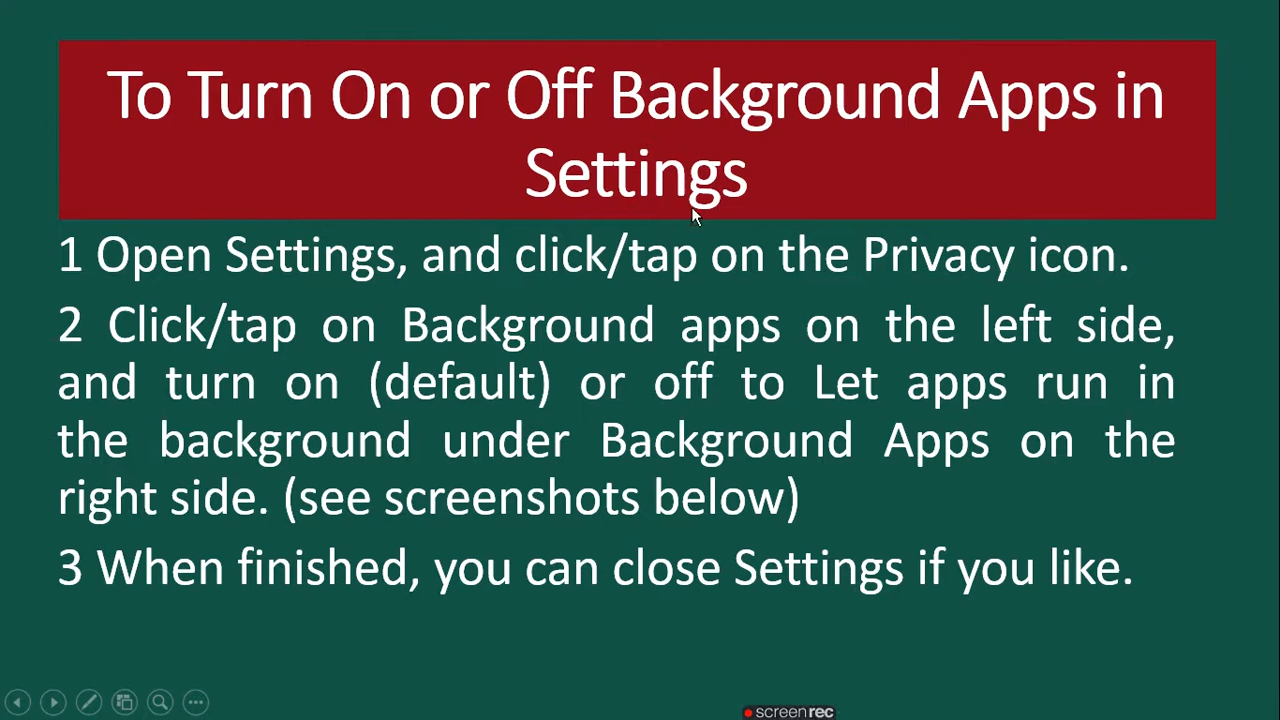 To Turn On or Off Background Apps in
Settings
1 Open Settings, and click/tap on the Privacy icon.
2 Click/tap on Background apps on the left side,
and turn on (default) or off to Let apps run in
the background under Background Apps on the
right side. (see screenshots below)
3 When finished, you can close Settings if you like.
screenrec